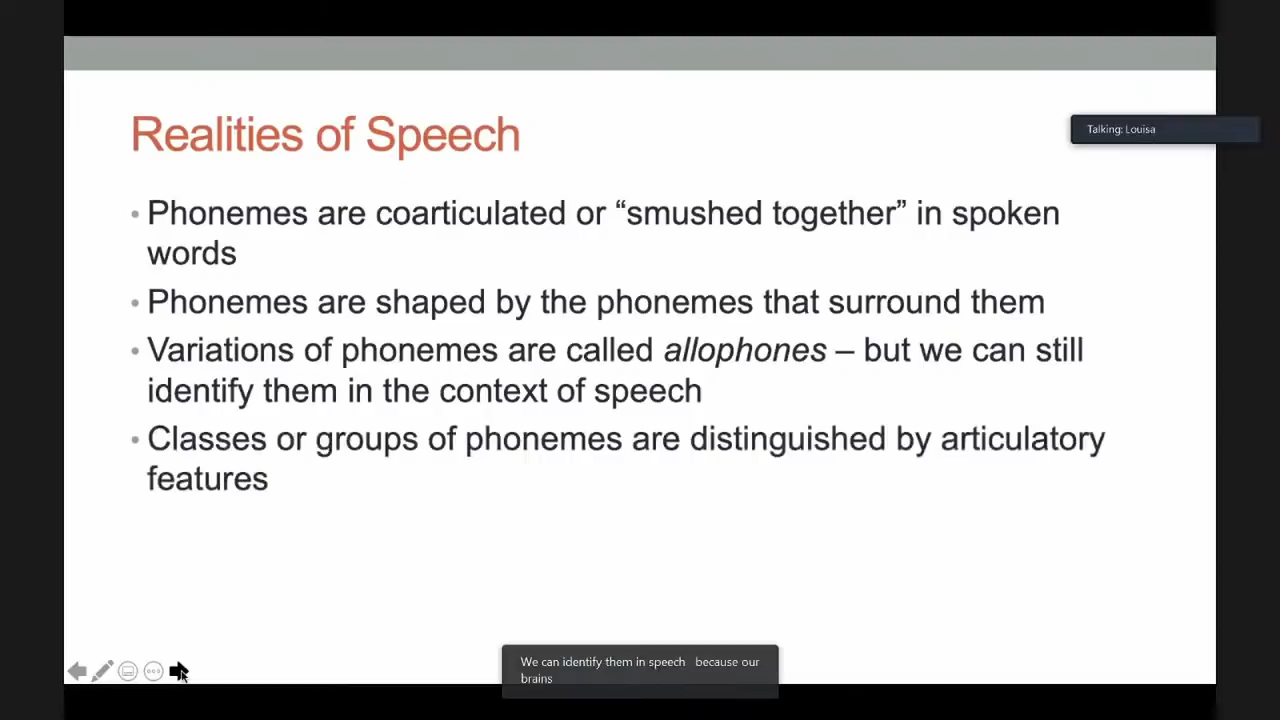 Realities of Speech
Talking: Louisa
• Phonemes are coarticulated or “smushed together” in spoken
words
• Phonemes are shaped by the phonemes that surround them
• Variations of phonemes are called allophones – but we can still
identify them in the context of speech
• Classes or groups of phonemes are distinguished by articulatory
features
We can identify them in speech because our
brains